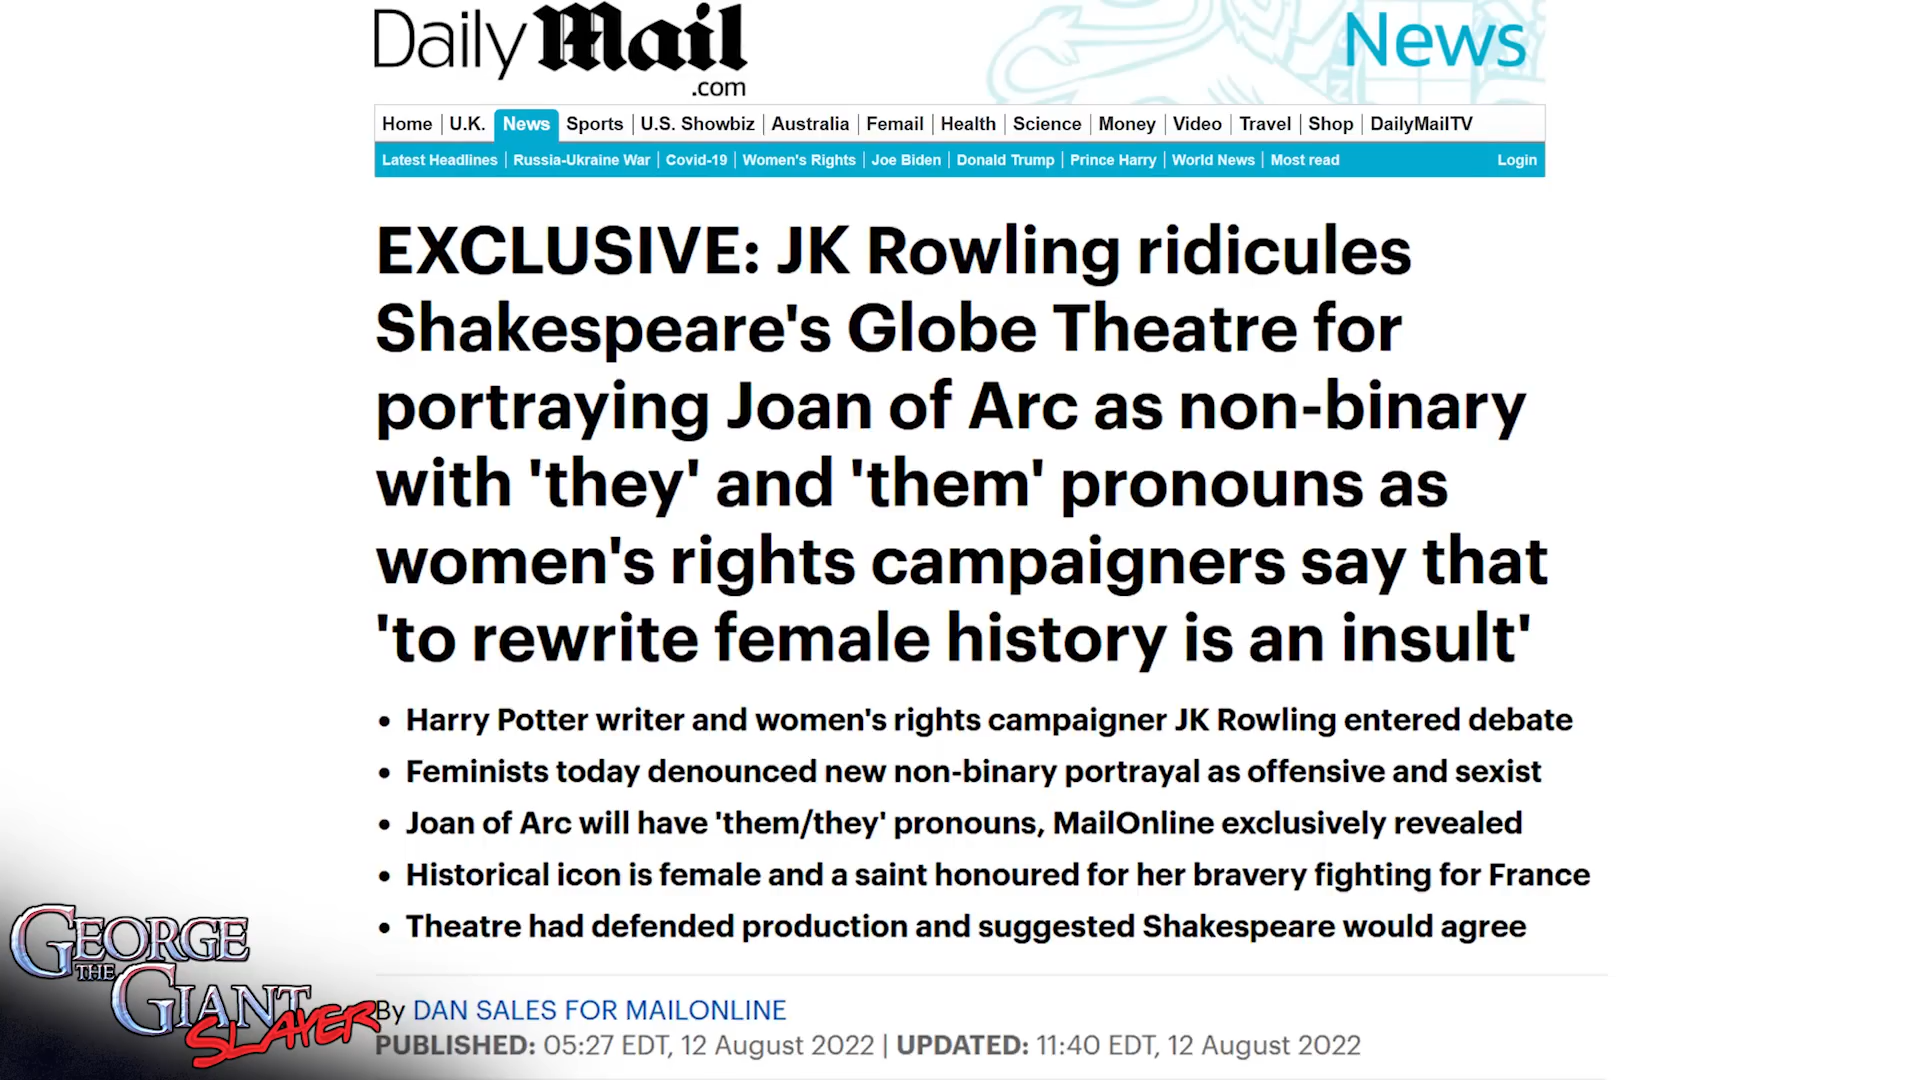 Daily Mail
.com
News
Home U.K. News Sports U.S. Showbiz Australia Femail Health Science Money Video Travel Shop DailyMailTV
Latest Headlines Russia-Ukraine War Covid-19 Women's Rights Joe Biden Donald Trump Prince Harry World News Most read Login
EXCLUSIVE: JK Rowling ridicules
Shakespeare's Globe Theatre for
portraying Joan of Arc as non-binary
with 'they' and 'them' pronouns as
women's rights campaigners say that
'to rewrite female history is an insult'
• Harry Potter writer and women's rights campaigner JK Rowling entered debate
• Feminists today denounced new non-binary portrayal as offensive and sexist
• Joan of Arc will have 'them/they' pronouns, MailOnline exclusively revealed
• Historical icon is female and a saint honoured for her bravery fighting for France
• Theatre had defended production and suggested Shakespeare would agree
By DAN SALES FOR MAILONLINE
PUBLISHED: 05:27 EDT, 12 August 2022 | UPDATED: 11:40 EDT, 12 August 2022
GEORGE
THE
GIANT
SLAYER